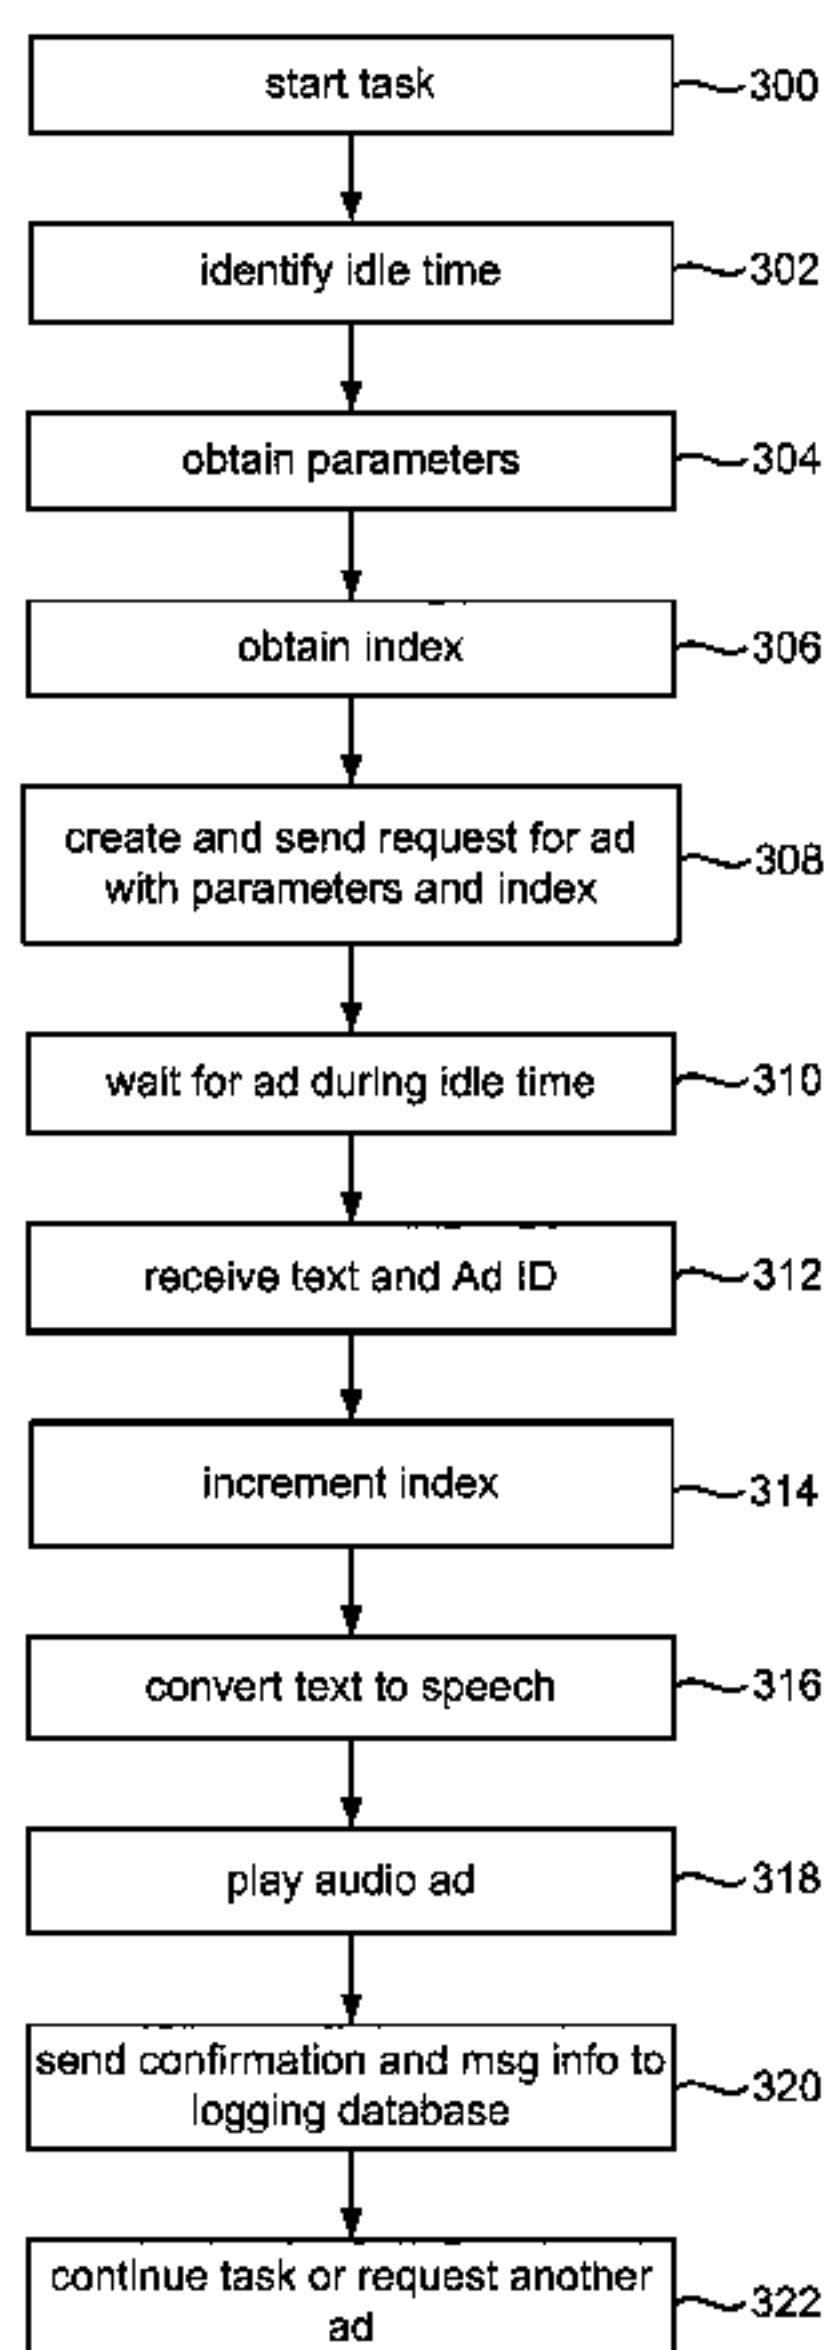 start task
300
identify idle time
302
obtain parameters
304
obtain index
306
create and send request for ad
with parameters and index
308
wait for ad during idle time
310
receive text and Ad ID
312
increment index
314
convert text to speech
316
play audio ad
318
send confirmation and msg info to
logging database
320
continue task or request another
ad
322